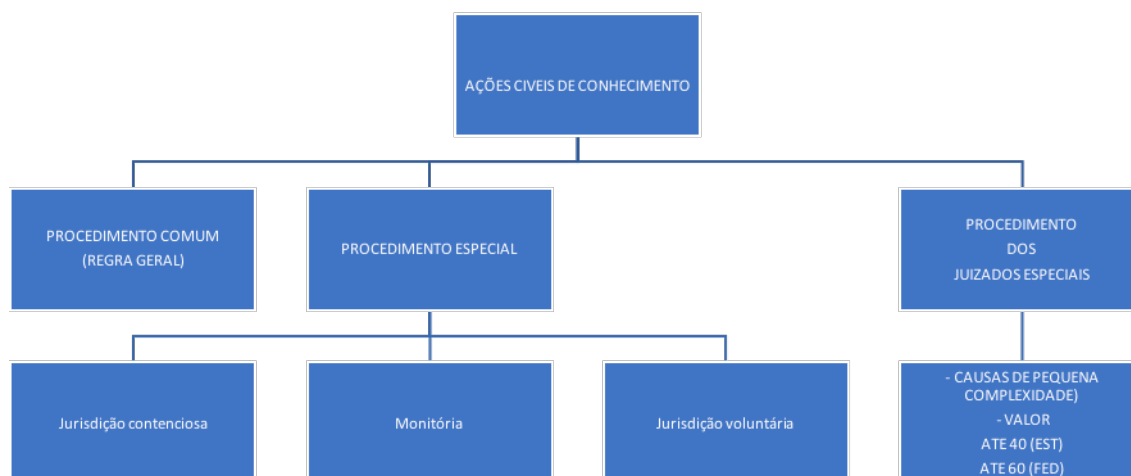 AÇÕES CIVEIS DE CONHECIMENTO
PROCEDIMENTO COMUM
(REGRA GERAL)
PROCEDIMENTO ESPECIAL
PROCEDIMENTO
DOS
JUIZADOS ESPECIAIS
Jurisdição contenciosa
Monitória
Jurisdição voluntária
- CAUSAS DE PEQUENA
COMPLEXIDADE)
- VALOR
ATE 40 (EST)
ATE 60 (FED)